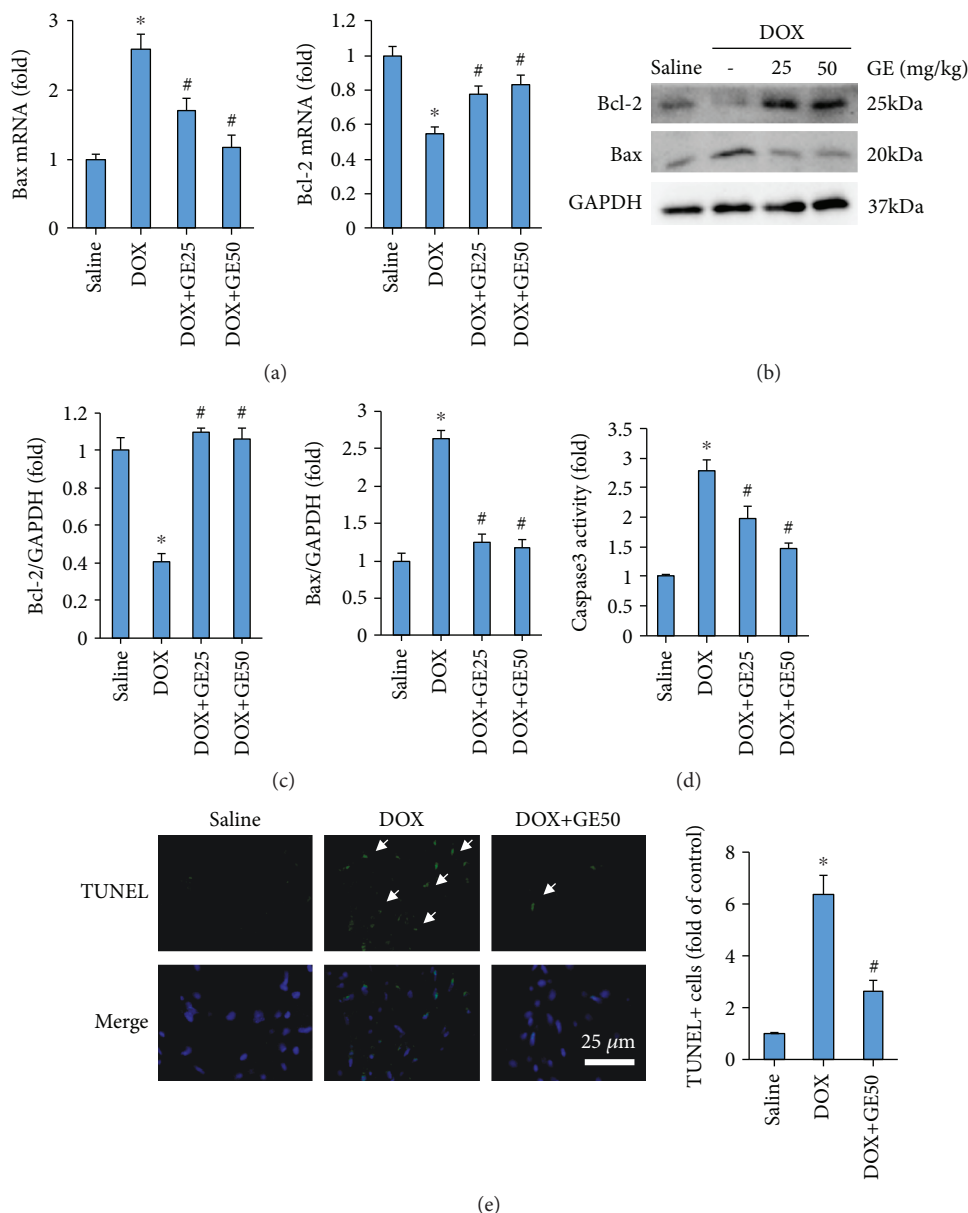 Bax mRNA (fold)
3
2
1
0
*
#
#
Saline
DOX
DOX+GE25
DOX+GE50
Bcl-2 mRNA (fold)
1.2
1
0.8
0.6
0.4
0.2
0
*
#
#
Saline
DOX
DOX+GE25
DOX+GE50
(a)
DOX
Saline - 25 50 GE (mg/kg)
Bcl-2 25kDa
Bax 20kDa
GAPDH 37kDa
(b)
Bcl-2/GAPDH (fold)
1.2
1
0.8
0.6
0.4
0.2
0
*
#
#
Saline
DOX
DOX+GE25
DOX+GE50
Bax/GAPDH (fold)
3
2.5
2
1.5
1
0.5
0
*
#
#
Saline
DOX
DOX+GE25
DOX+GE50
(c)
Caspase3 activity (fold)
3.5
3
2.5
2
1.5
1
0.5
0
*
#
#
Saline
DOX
DOX+GE25
DOX+GE50
(d)
Saline DOX DOX+GE50
TUNEL
Merge
25 μm
TUNEL+ cells (fold of control)
8
6
4
2
0
*
#
Saline
DOX
DOX+GE50
(e)